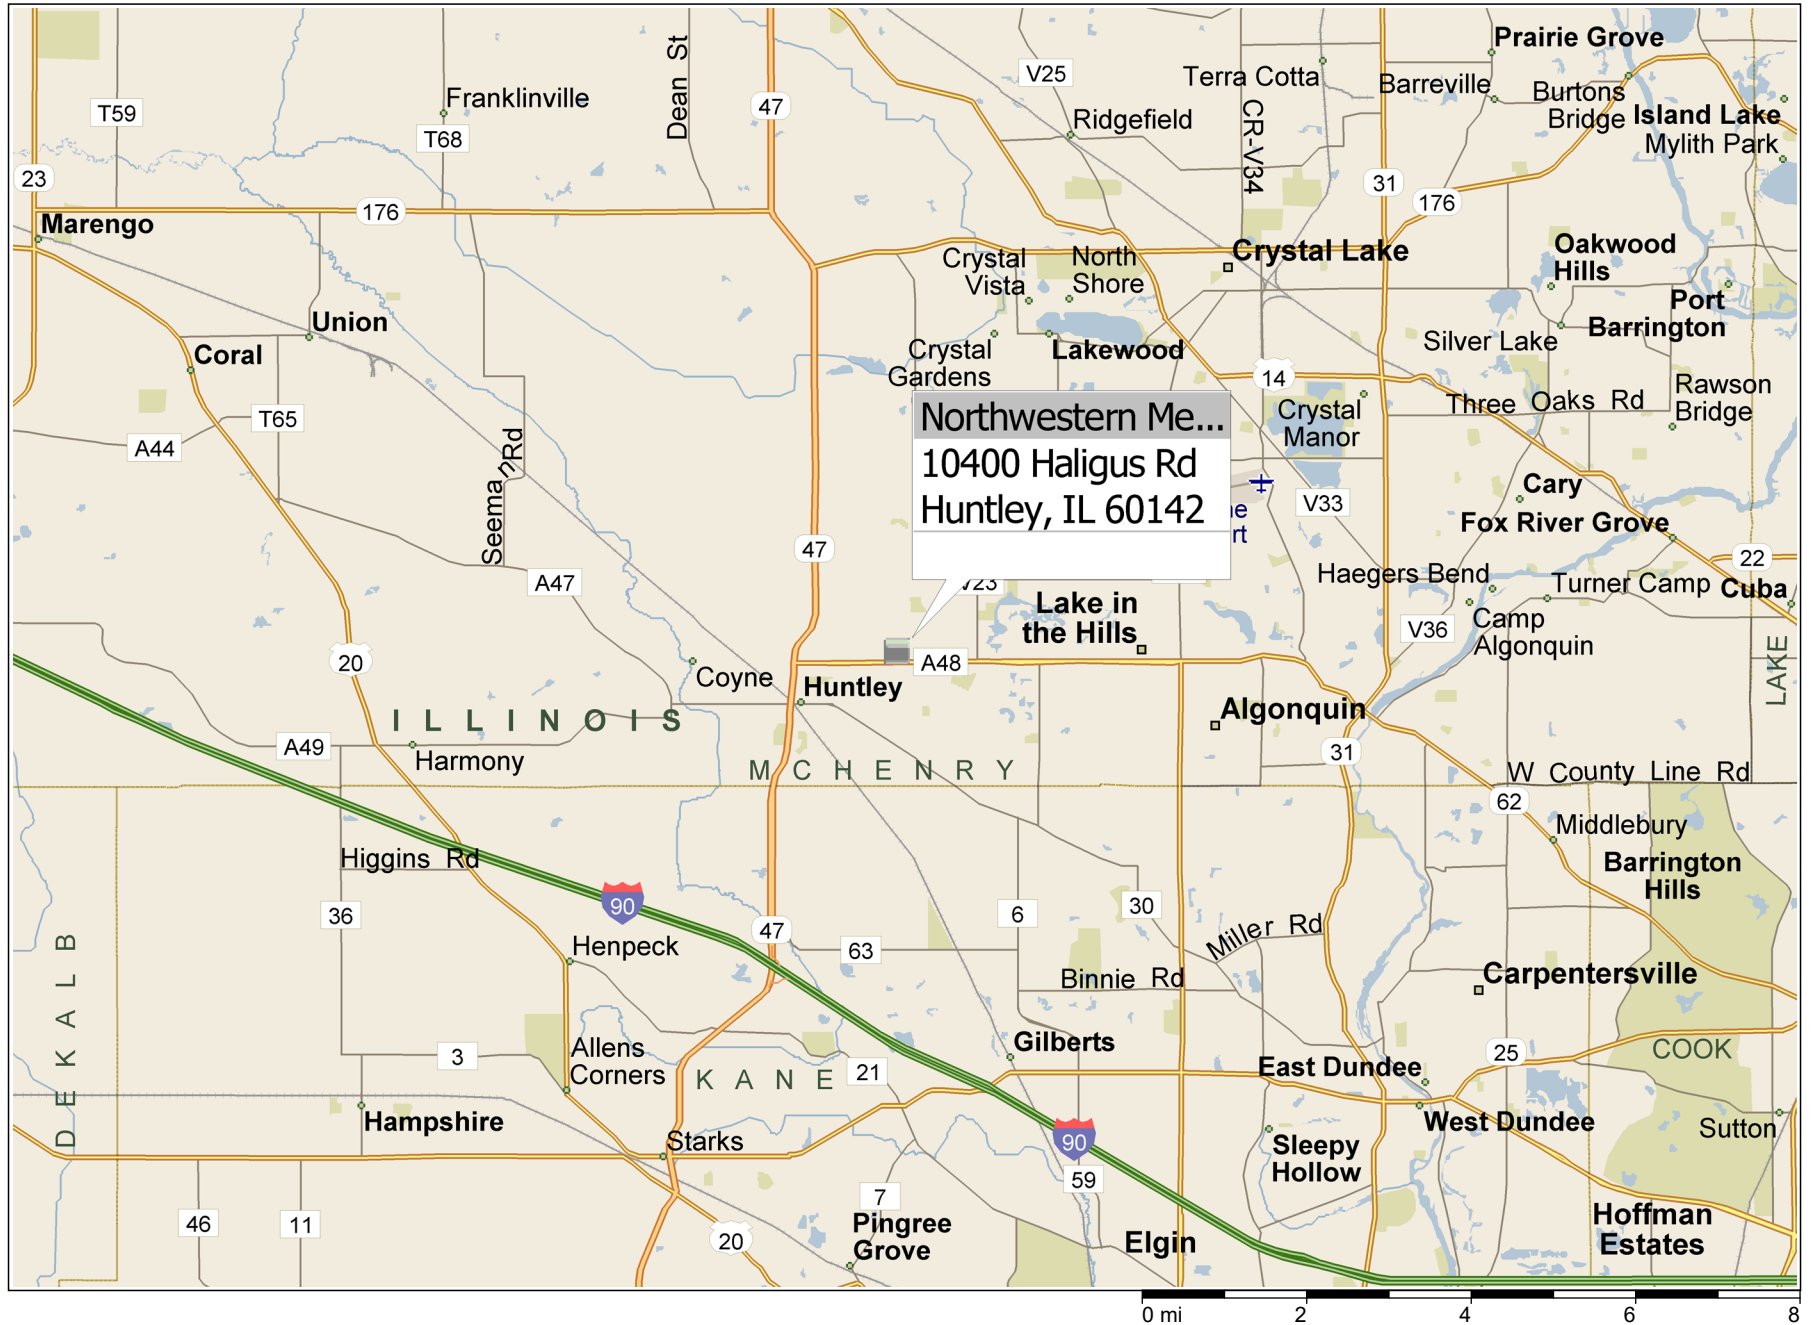 Prairie Grove
Terra Cotta
V25
Barreville
Burtons
Bridge
Island Lake
Mylith Park
Franklinville
T59
T68
Dean St
47
Ridgefield
CR-V34
23
176
31
176
Marengo
Crystal Lake
Crystal
Vista
North
Shore
Oakwood
Hills
Port
Barrington
Union
Coral
Crystal
Gardens
Lakewood
Silver Lake
14
Rawson
Bridge
Three Oaks Rd
Crystal
Manor
T65
A44
Seeman Rd
Northwestern Me...
10400 Haligus Rd
Huntley, IL 60142
V33
Cary
Fox River Grove
47
22
A47
V23
Haegers Bend
Turner Camp
Cuba
Lake in
the Hills
V36
Camp
Algonquin
20
A48
LAKE
Coyne
Huntley
ILLINOIS
Algonquin
A49
Harmony
31
MCHENRY
W County Line Rd
62
Middlebury
Barrington
Hills
Higgins Rd
90
36
47
6
30
Miller Rd
63
Henpeck
DEKALB
Binnie Rd
Carpentersville
Allens
Corners
3
Gilberts
25
COOK
KANE
21
East Dundee
Hampshire
West Dundee
Sutton
Starks
90
Sleepy
Hollow
59
46
11
7
Pingree
Grove
20
Elgin
Hoffman
Estates
0 mi 2 4 6 8